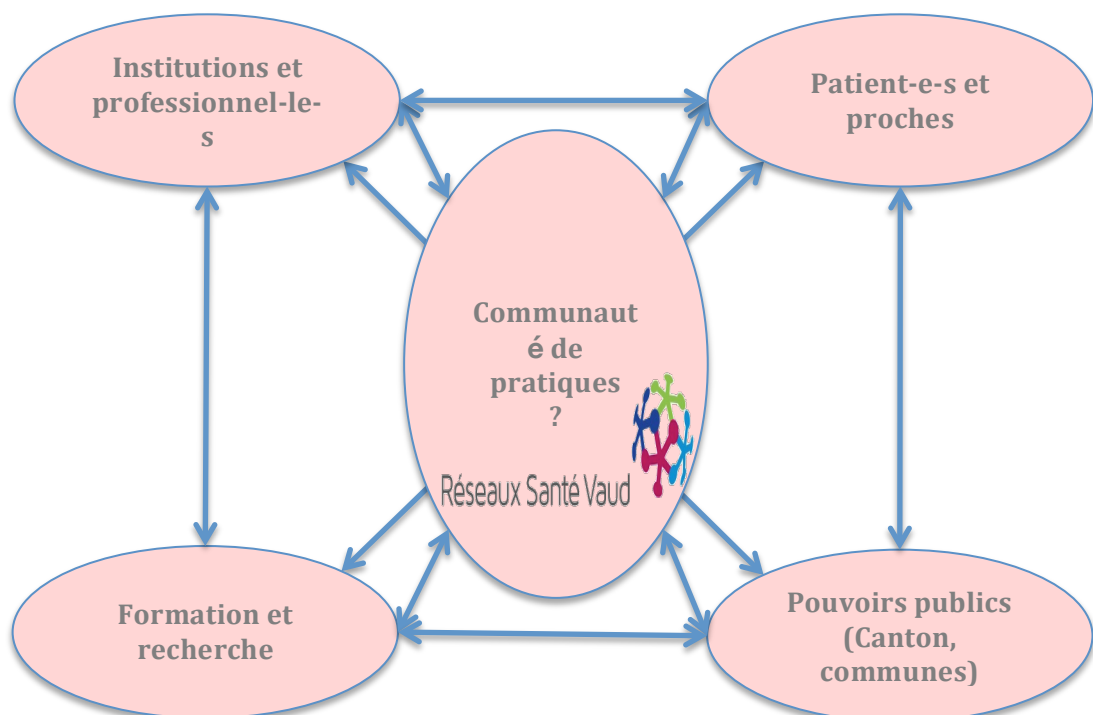 Institutions et
professionnel-le-
s
Patient-e-s et
proches
Communaut
é de
pratiques
?
Réseaux Santé Vaud
Formation et
recherche
Pouvoirs publics
(Canton,
communes)